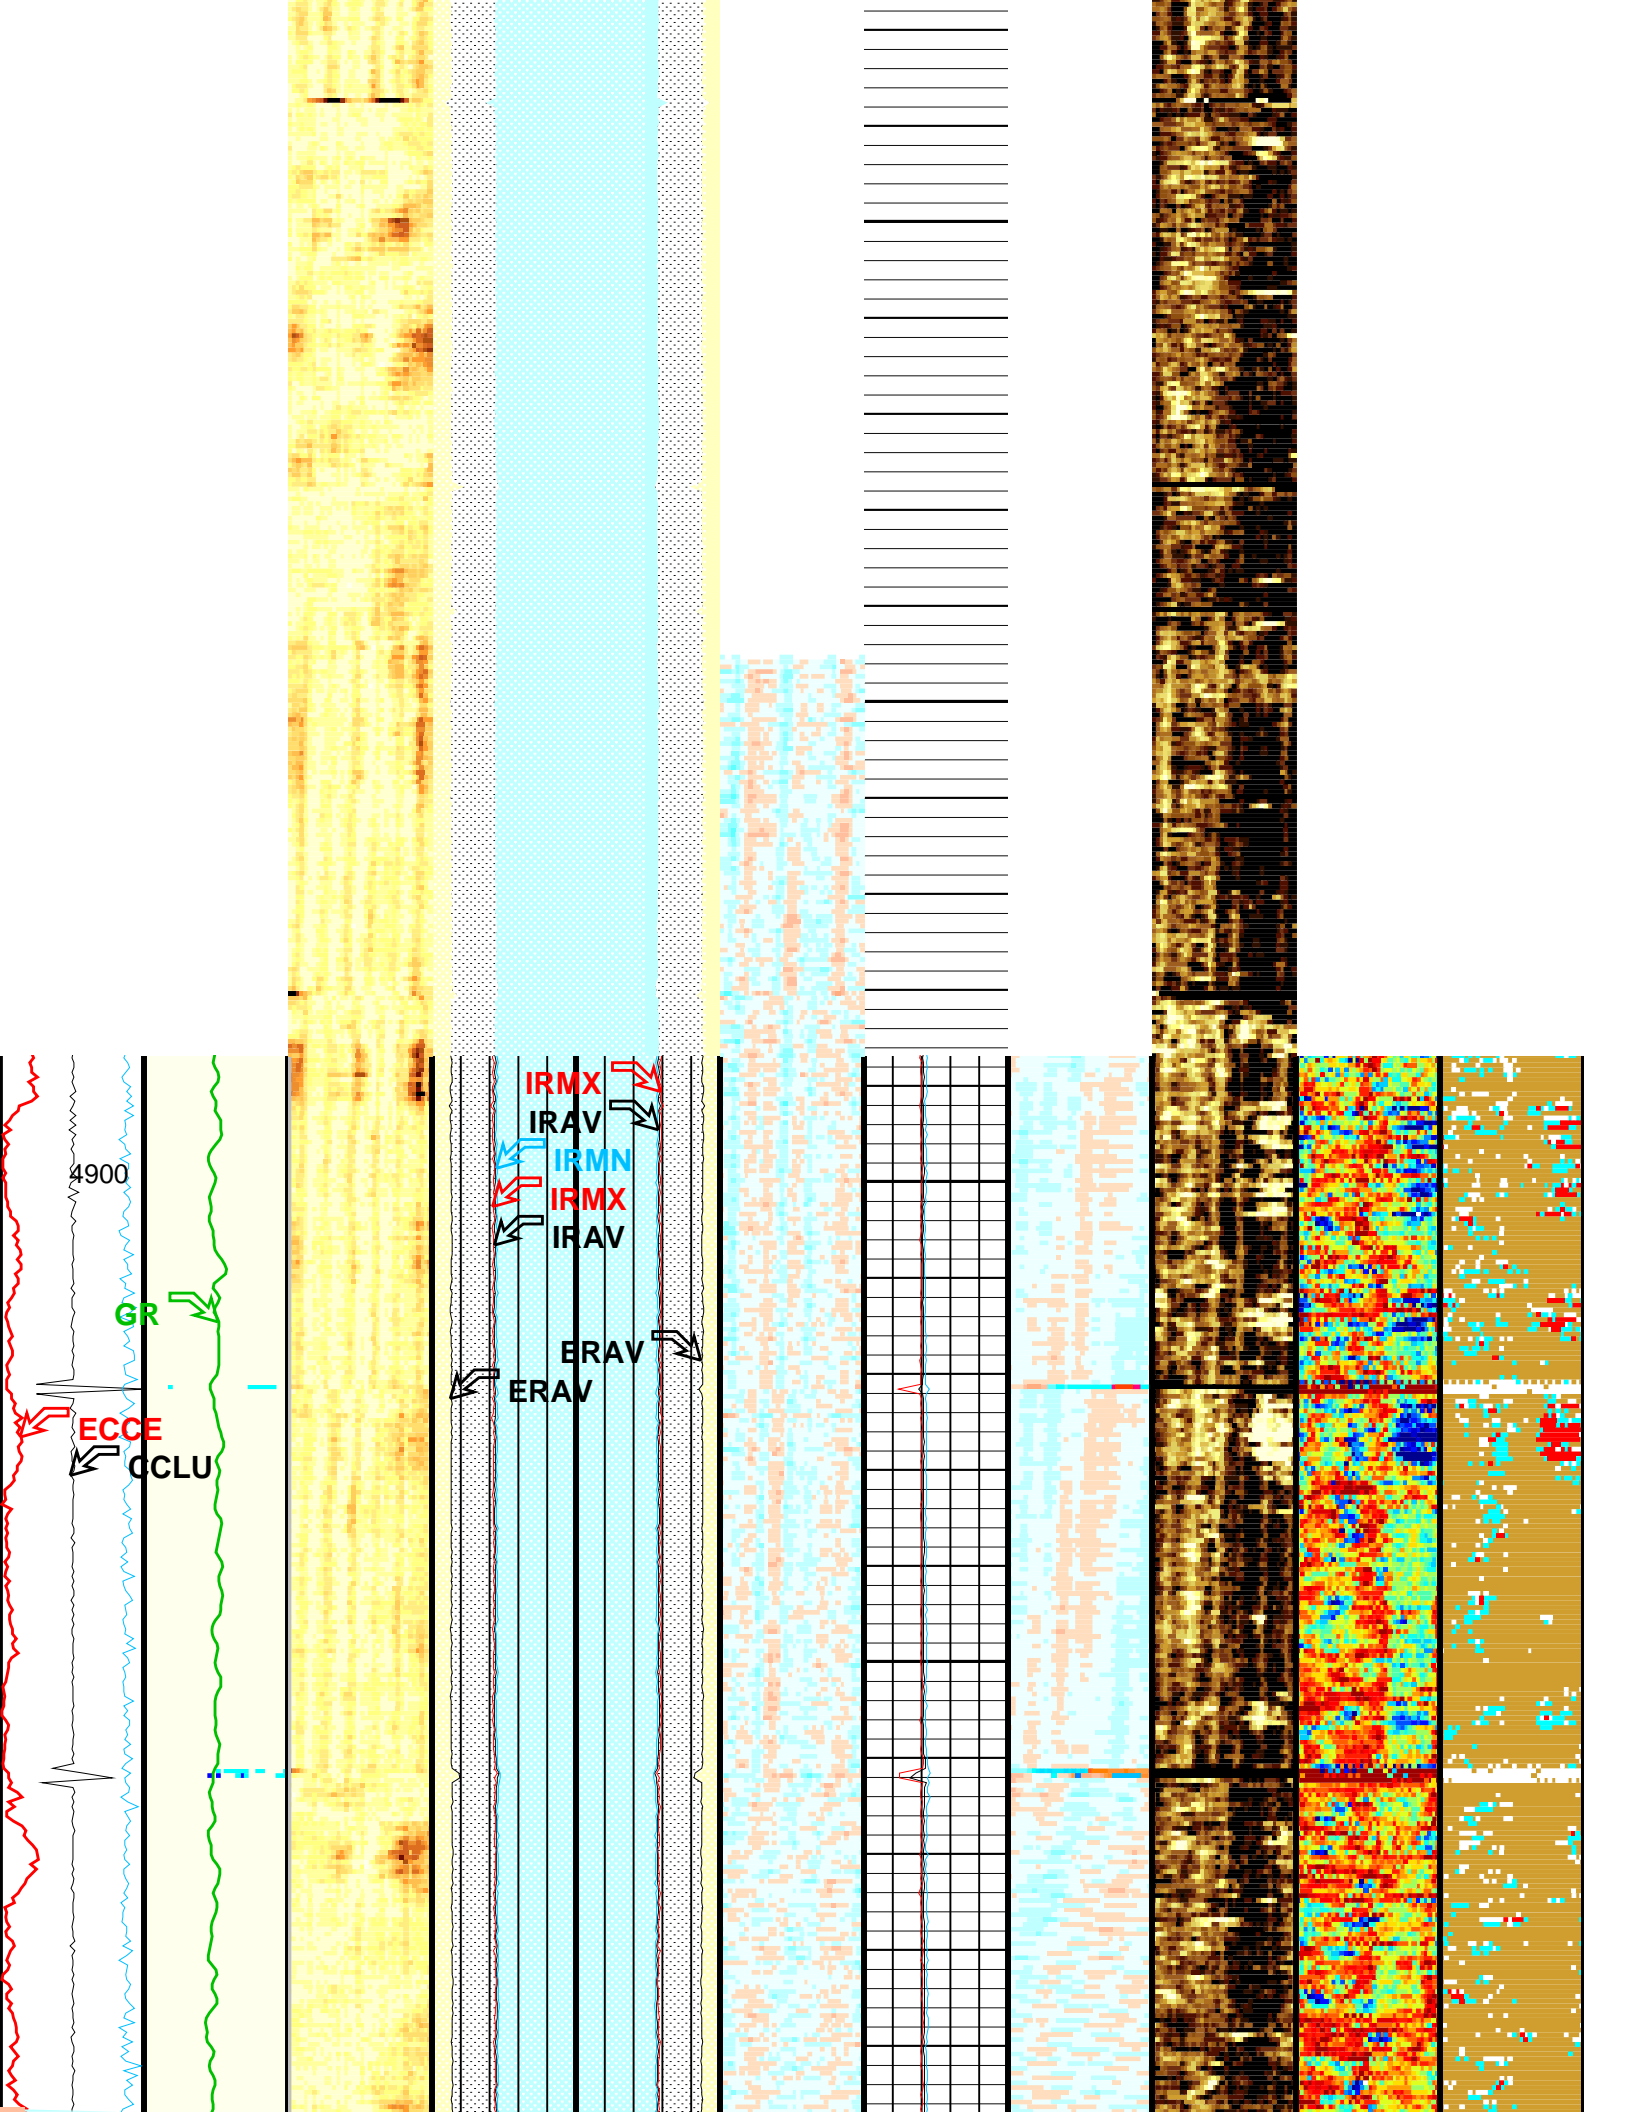 IRMX
IRAV
IRMN
4900
IRMX
IRAV
GR
ERAV
ERAV
ECCE
CCLU